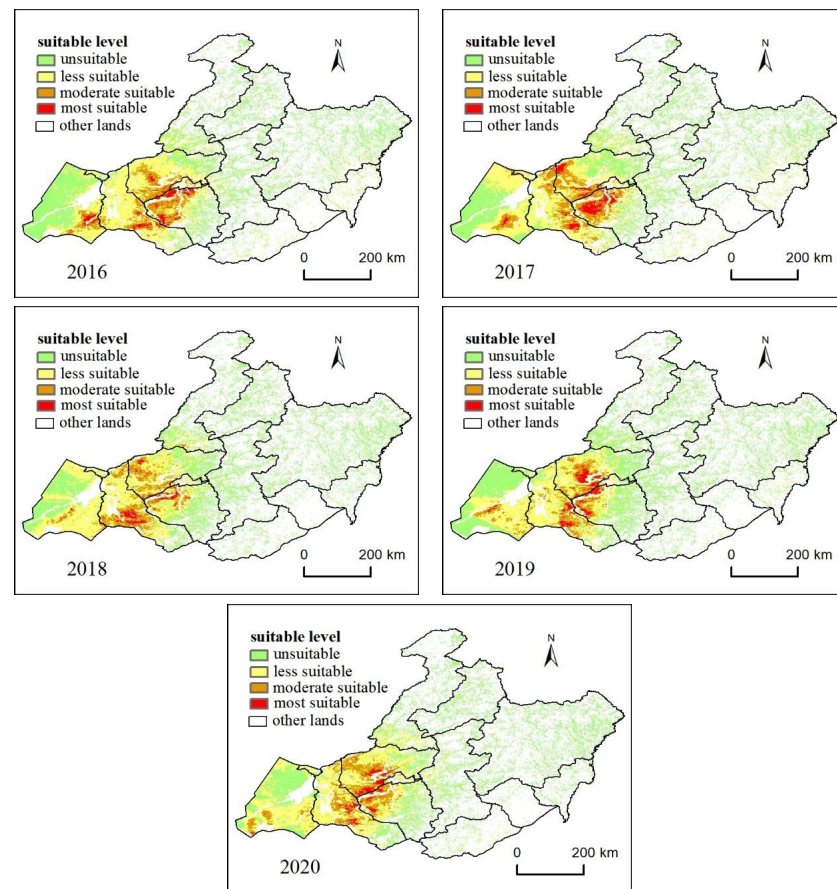 suitable level
N
unsuitable
less suitable
moderate suitable
most suitable
other lands
2016
0 200 km
suitable level
N
unsuitable
less suitable
moderate suitable
most suitable
other lands
2017
0 200 km
suitable level
N
unsuitable
less suitable
moderate suitable
most suitable
other lands
2018
0 200 km
suitable level
N
unsuitable
less suitable
moderate suitable
most suitable
other lands
2019
0 200 km
suitable level
N
unsuitable
less suitable
moderate suitable
most suitable
other lands
2020
0 200 km